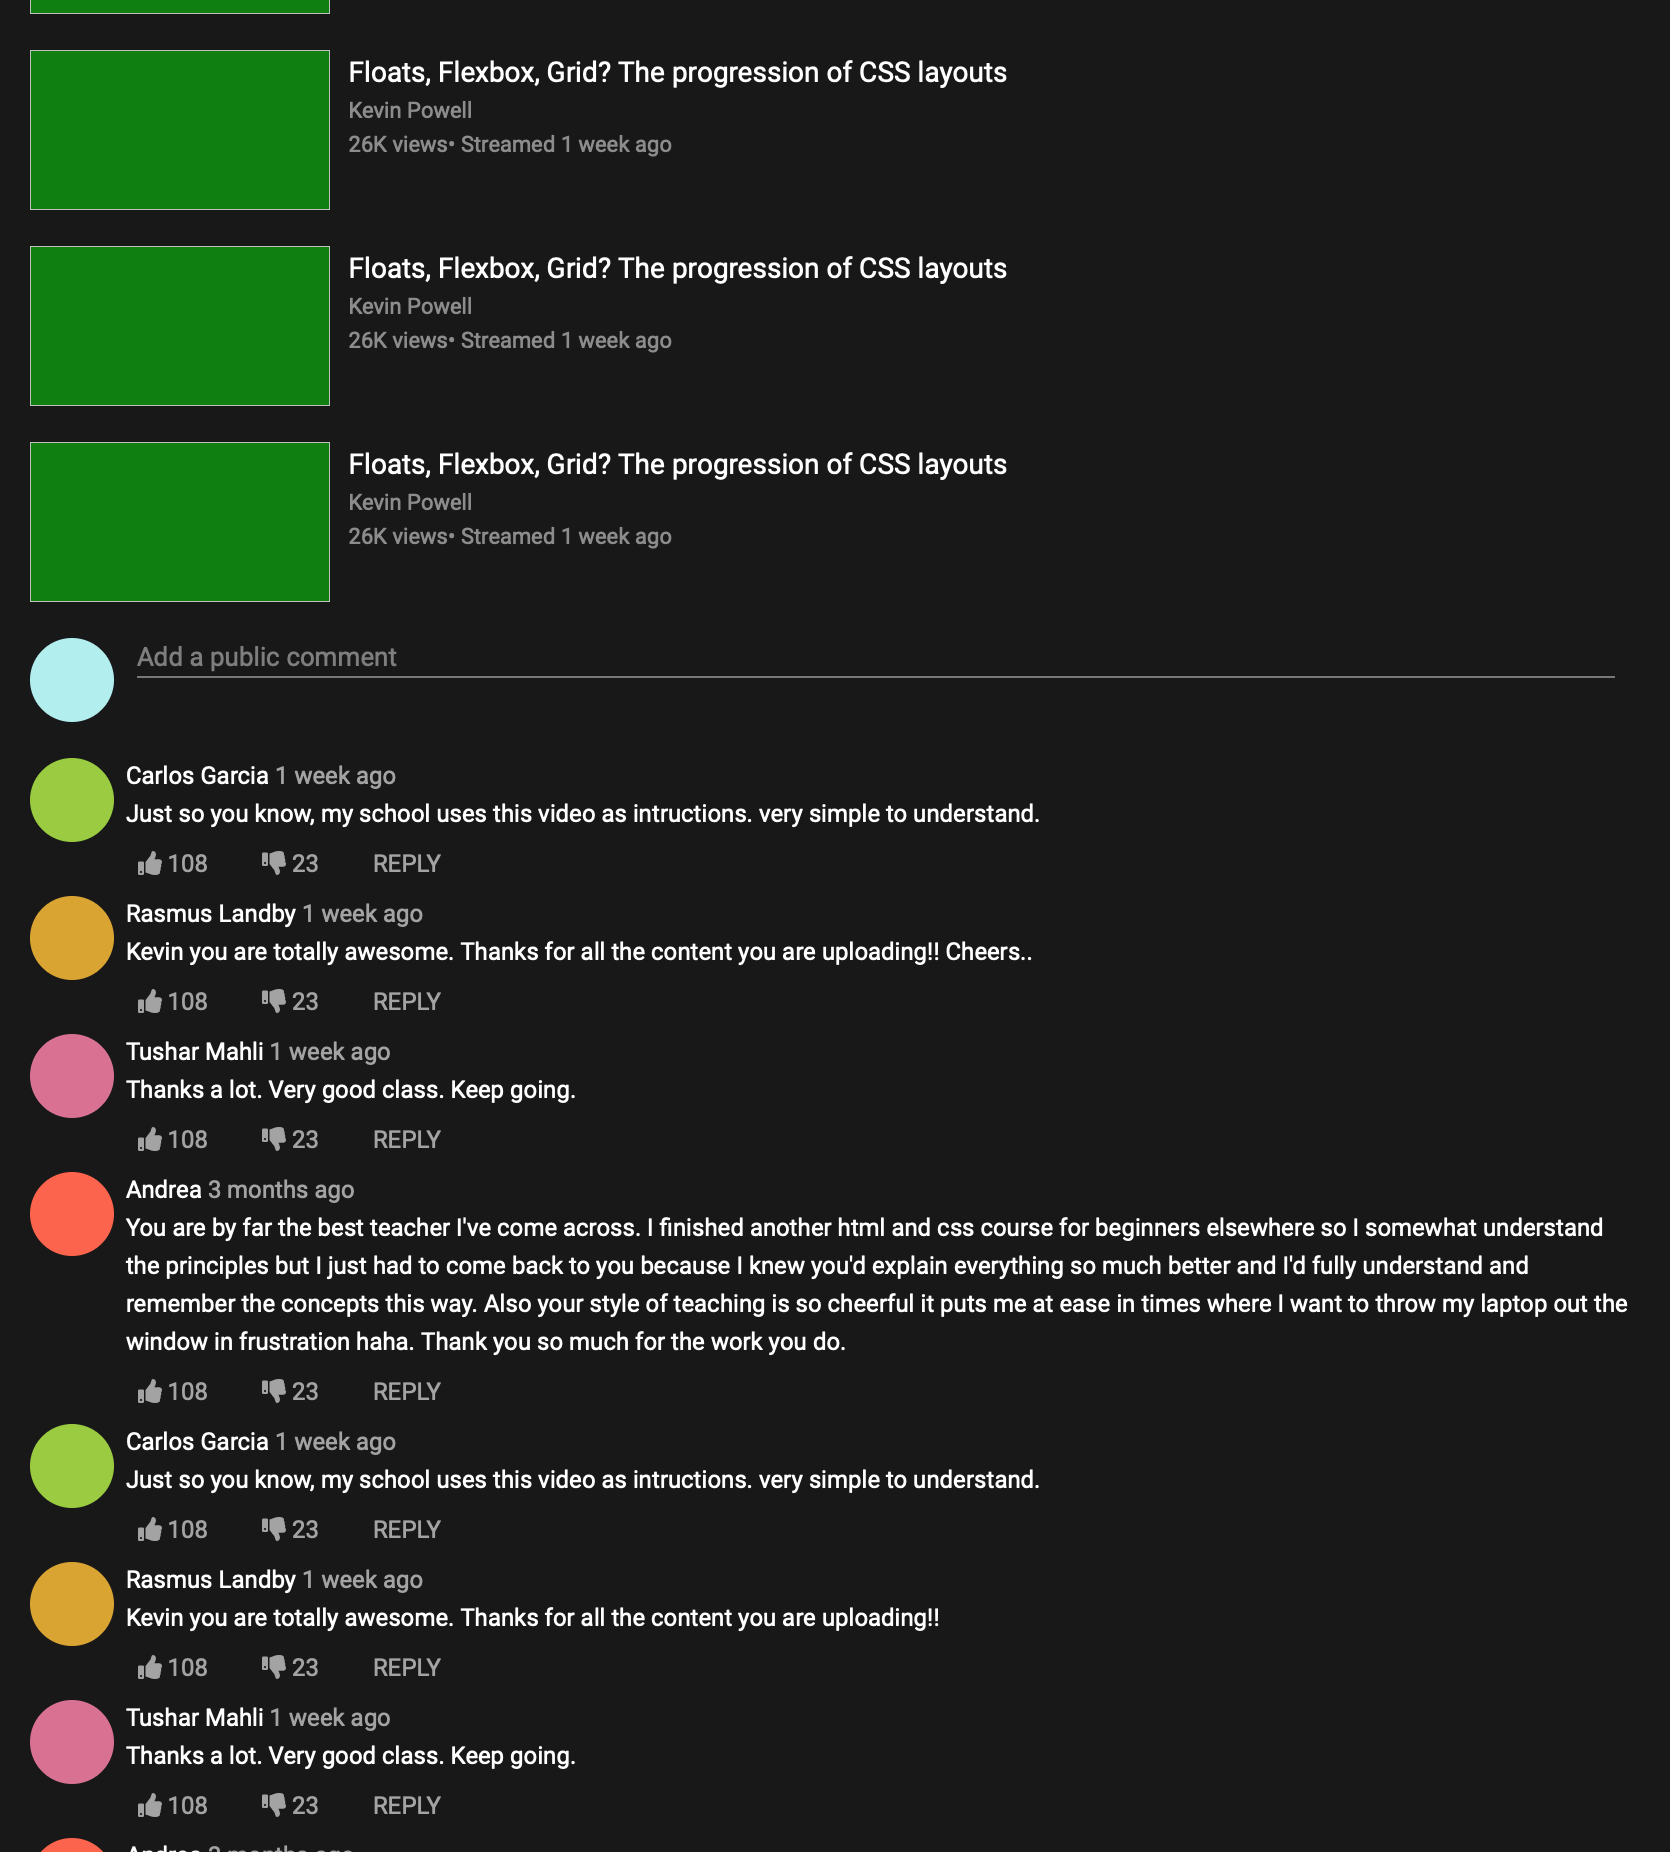 Floats, Flexbox, Grid? The progression of CSS layouts
Kevin Powell
26K views• Streamed 1 week ago
Floats, Flexbox, Grid? The progression of CSS layouts
Kevin Powell
26K views• Streamed 1 week ago
Floats, Flexbox, Grid? The progression of CSS layouts
Kevin Powell
26K views• Streamed 1 week ago
Add a public comment
Carlos Garcia 1 week ago
Just so you know, my school uses this video as intructions. very simple to understand.
108 23 REPLY
Rasmus Landby 1 week ago
Kevin you are totally awesome. Thanks for all the content you are uploading!! Cheers..
108 23 REPLY
Tushar Mahli 1 week ago
Thanks a lot. Very good class. Keep going.
108 23 REPLY
Andrea 3 months ago
You are by far the best teacher I've come across. I finished another html and css course for beginners elsewhere so I somewhat understand
the principles but I just had to come back to you because I knew you'd explain everything so much better and I'd fully understand and
remember the concepts this way. Also your style of teaching is so cheerful it puts me at ease in times where I want to throw my laptop out the
window in frustration haha. Thank you so much for the work you do.
108 23 REPLY
Carlos Garcia 1 week ago
Just so you know, my school uses this video as intructions. very simple to understand.
108 23 REPLY
Rasmus Landby 1 week ago
Kevin you are totally awesome. Thanks for all the content you are uploading!!
108 23 REPLY
Tushar Mahli 1 week ago
Thanks a lot. Very good class. Keep going.
108 23 REPLY
Andrea 3 months ago